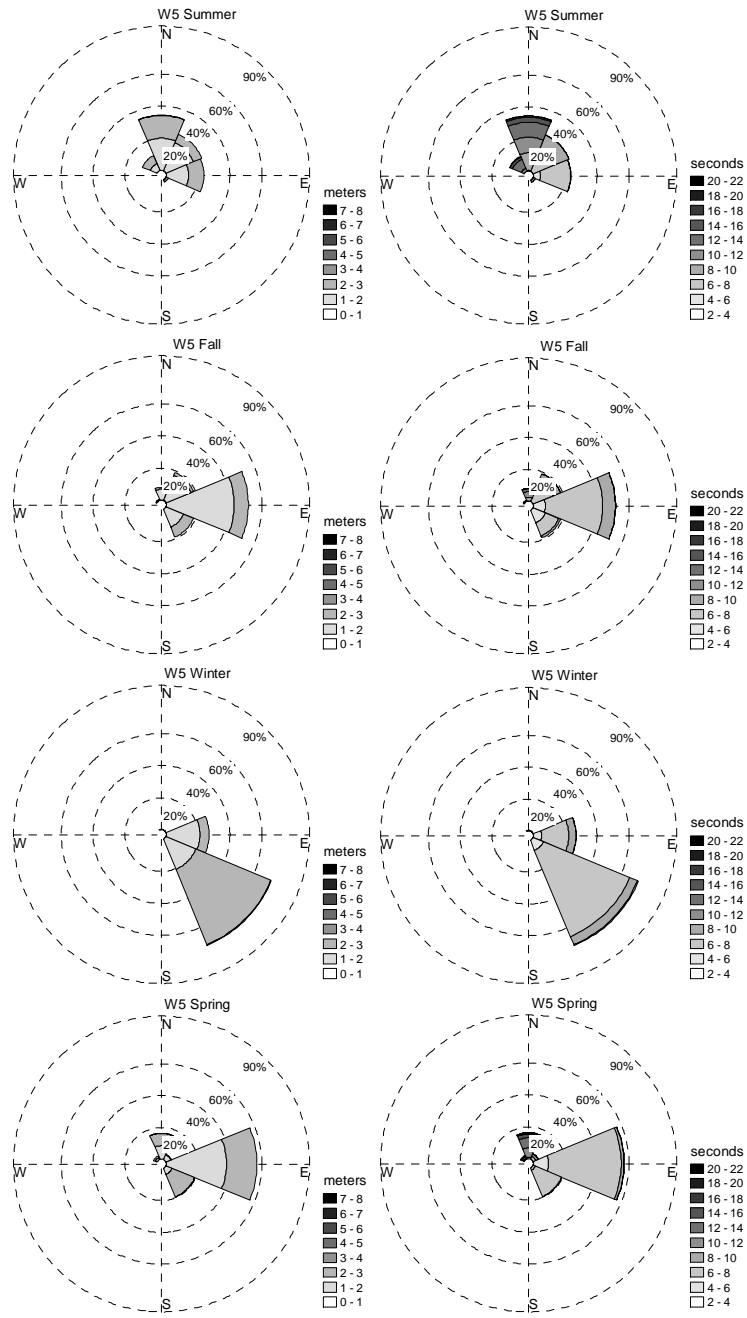 W5 Summer
N
90%
60%
40%
20%
W
E
S
meters
7 - 8
6 - 7
5 - 6
4 - 5
3 - 4
2 - 3
1 - 2
0 - 1
W5 Summer
N
90%
60%
40%
20%
W
E
S
seconds
20 - 22
18 - 20
16 - 18
14 - 16
12 - 14
10 - 12
8 - 10
6 - 8
4 - 6
2 - 4
W5 Fall
N
90%
60%
40%
20%
W
E
S
meters
7 - 8
6 - 7
5 - 6
4 - 5
3 - 4
2 - 3
1 - 2
0 - 1
W5 Fall
N
90%
60%
40%
20%
W
E
S
seconds
20 - 22
18 - 20
16 - 18
14 - 16
12 - 14
10 - 12
8 - 10
6 - 8
4 - 6
2 - 4
W5 Winter
N
90%
60%
40%
20%
W
E
S
meters
7 - 8
6 - 7
5 - 6
4 - 5
3 - 4
2 - 3
1 - 2
0 - 1
W5 Winter
N
90%
60%
40%
20%
W
E
S
seconds
20 - 22
18 - 20
16 - 18
14 - 16
12 - 14
10 - 12
8 - 10
6 - 8
4 - 6
2 - 4
W5 Spring
N
90%
60%
40%
20%
W
E
S
meters
7 - 8
6 - 7
5 - 6
4 - 5
3 - 4
2 - 3
1 - 2
0 - 1
W5 Spring
N
90%
60%
40%
20%
W
E
S
seconds
20 - 22
18 - 20
16 - 18
14 - 16
12 - 14
10 - 12
8 - 10
6 - 8
4 - 6
2 - 4